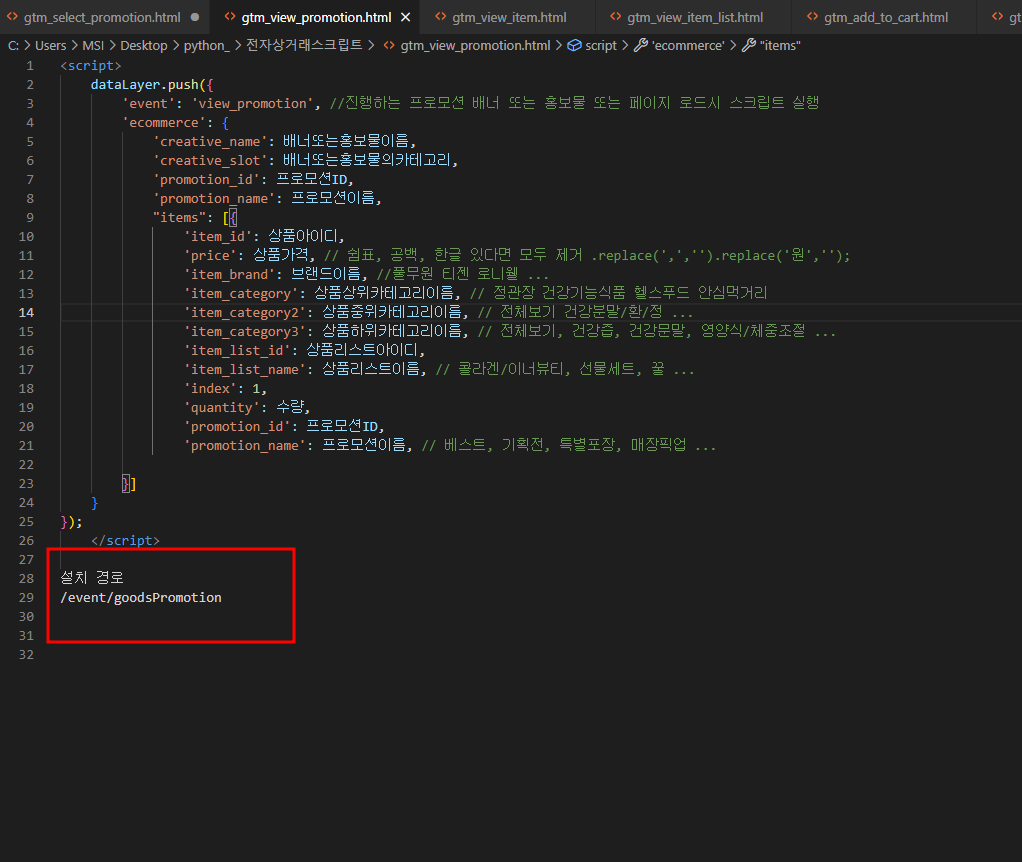 gtm_select_promotion.html ● gtm_view_promotion.html × gtm_view_item.html gtm_view_item_list.html gtm_add_to_cart.html gt
C: > Users > MSI > Desktop > python_ > 전자상거래스크립트 > gtm_view_promotion.html > script > 'ecommerce' > "items"
1 <script>
2 dataLayer.push({
3 'event': 'view_promotion', //진행하는 프로모션 배너 또는 홍보물 또는 페이지 로드시 스크립트 실행
4 'ecommerce': {
5 'creative_name': 배너또는홍보물이름,
6 'creative_slot': 배너또는홍보물의카테고리,
7 'promotion_id': 프로모션ID,
8 'promotion_name': 프로모션이름,
9 "items": [{
10 'item_id': 상품아이디,
11 'price': 상품가격, // 쉼표, 공백, 한글 있다면 모두 제거 .replace(',','').replace('원','');
12 'item_brand': 브랜드이름, //풀무원 티젠 로니웰 ...
13 'item_category': 상품상위카테고리이름, // 정관장 건강기능식품 헬스푸드 안심먹거리
14 'item_category2': 상품중위카테고리이름, // 전체보기 건강분말/환/정 ...
15 'item_category3': 상품하위카테고리이름, // 전체보기, 건강즙, 건강분말, 영양식/체중조절 ...
16 'item_list_id': 상품리스트아이디,
17 'item_list_name': 상품리스트이름, // 콜라겐/이너뷰티, 선물세트, 꿀 ...
18 'index': 1,
19 'quantity': 수량,
20 'promotion_id': 프로모션ID,
21 'promotion_name': 프로모션이름, // 베스트, 기획전, 특별포장, 매장픽업 ...
22
23 }]
24 }
25 });
26 </script>
27
28 설치 경로
29 /event/goodsPromotion
30
31
32